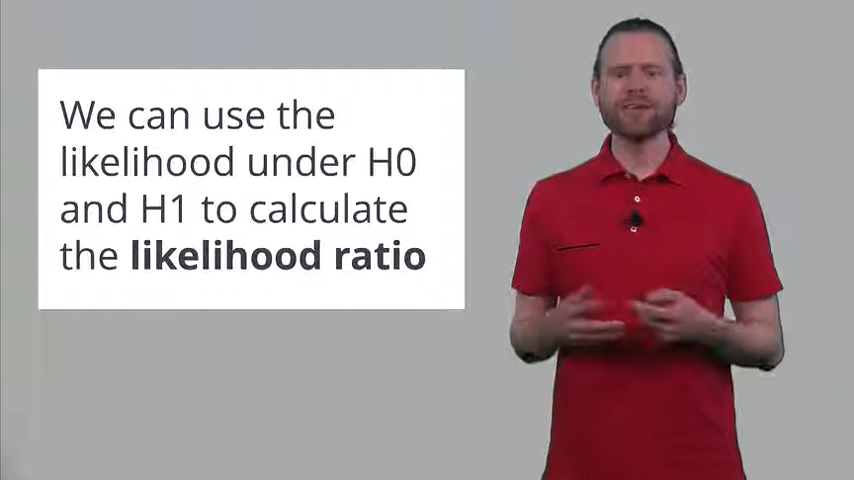 We can use the
likelihood under H0
and H1 to calculate
the likelihood ratio